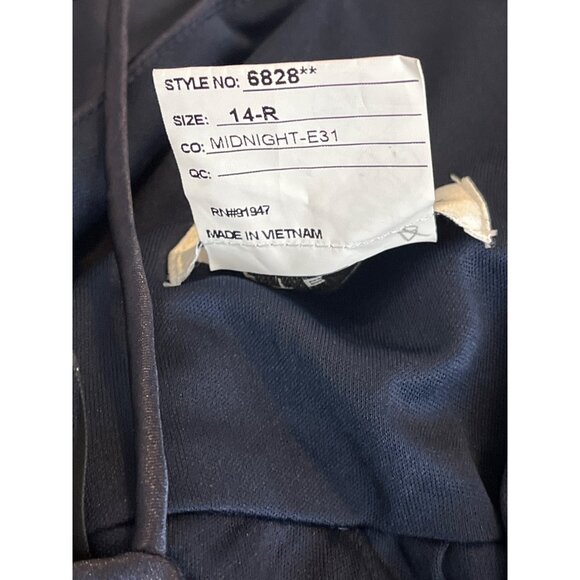 STYLE NO: 6828**
SIZE: 14-R
CO: MIDNIGHT-E31
QC:
RN#91947
MADE IN VIETNAM